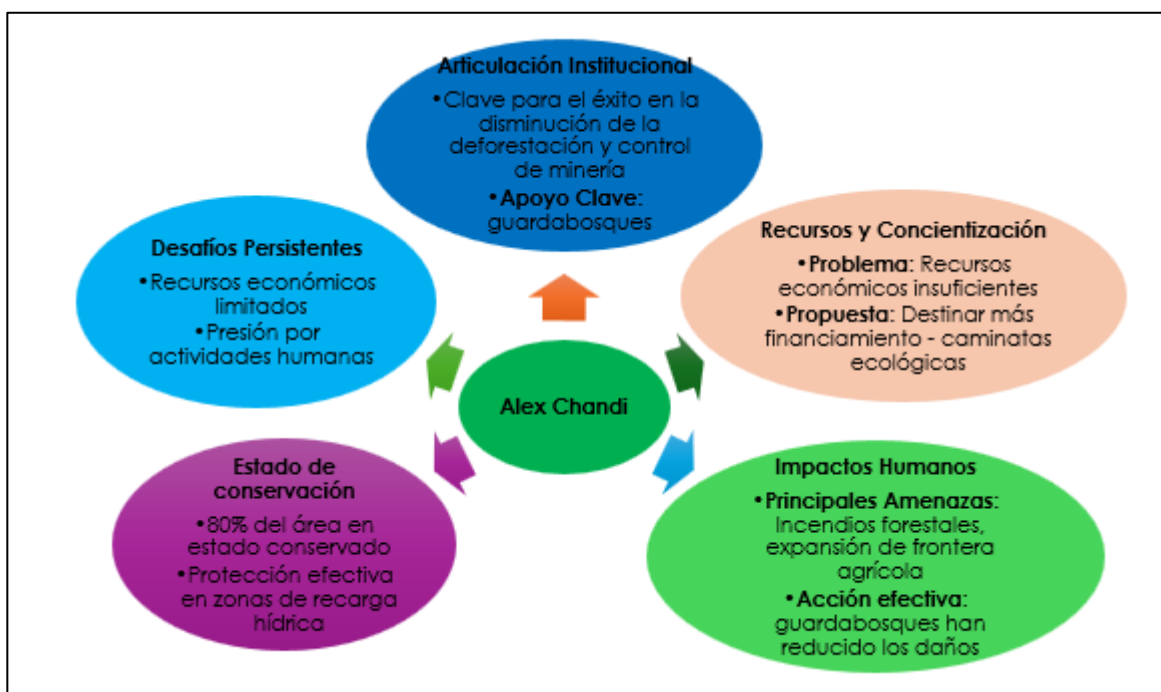 Articulación Institucional
•Clave para el éxito en la
disminución de la
deforestación y control
de minería
•Apoyo Clave:
guardabosques
Desafíos Persistentes
•Recursos económicos
limitados
•Presión por
actividades humanas
Recursos y Concientización
•Problema: Recursos
económicos insuficientes
•Propuesta: Destinar más
financiamiento - caminatas
ecológicas
Alex Chandi
Estado de
conservación
•80% del área en
estado conservado
•Protección efectiva
en zonas de recarga
hídrica
Impactos Humanos
•Principales Amenazas:
Incendios forestales,
expansión de frontera
agrícola
•Acción efectiva:
guardabosques han
reducido los daños